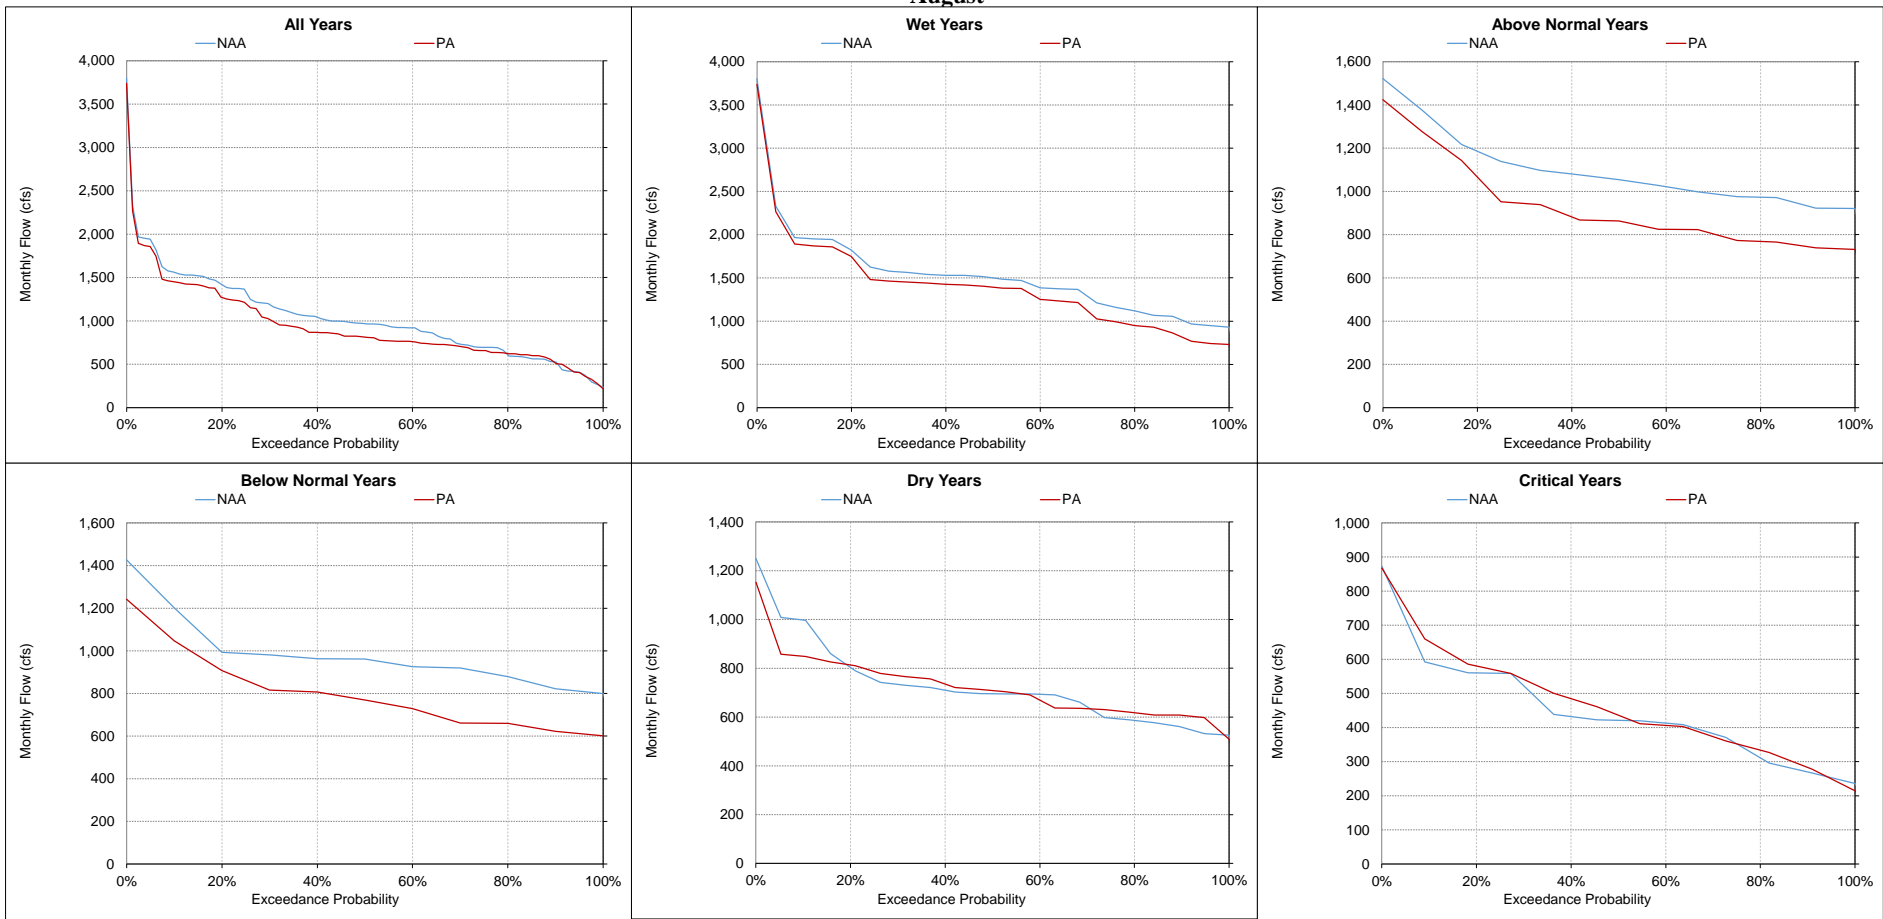 August
All Years
NAA
PA
4,000
3,500
3,000
2,500
2,000
1,500
1,000
500
0
Monthly Flow (cfs)
0% 20% 40% 60% 80% 100%
Exceedance Probability
Wet Years
NAA
PA
4,000
3,500
3,000
2,500
2,000
1,500
1,000
500
0
Monthly Flow (cfs)
0% 20% 40% 60% 80% 100%
Exceedance Probability
Above Normal Years
NAA
PA
1,600
1,400
1,200
1,000
800
600
400
200
0
Monthly Flow (cfs)
0% 20% 40% 60% 80% 100%
Exceedance Probability
Below Normal Years
NAA
PA
1,600
1,400
1,200
1,000
800
600
400
200
0
Monthly Flow (cfs)
0% 20% 40% 60% 80% 100%
Exceedance Probability
Dry Years
NAA
PA
1,400
1,200
1,000
800
600
400
200
0
Monthly Flow (cfs)
0% 20% 40% 60% 80% 100%
Exceedance Probability
Critical Years
NAA
PA
1,000
900
800
700
600
500
400
300
200
100
0
Monthly Flow (cfs)
0% 20% 40% 60% 80% 100%
Exceedance Probability